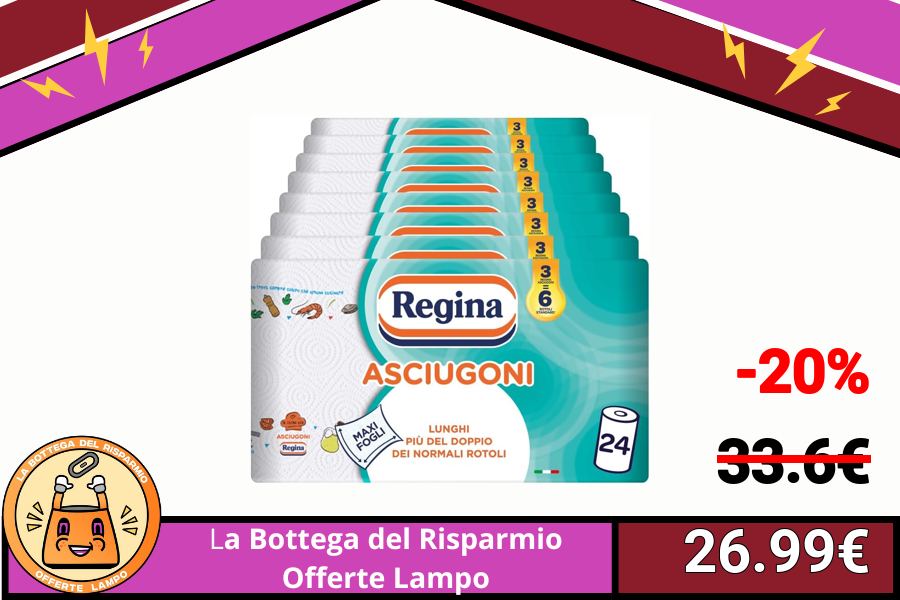 3
3
3
3
3
3
3
3
=
6
ROTOLI
STANDARD*
Regina
ASCIUGONI
MAXI
FOGLI
LUNGHI
PIÙ DEL DOPPIO
DEI NORMALI ROTOLI
24
ASCIUGONI
Regina
-20%
33.6€
26.99€
LA BOTTEGA DEL RISPARMIO
OFFERTE LAMPO
La Bottega del Risparmio
Offerte Lampo